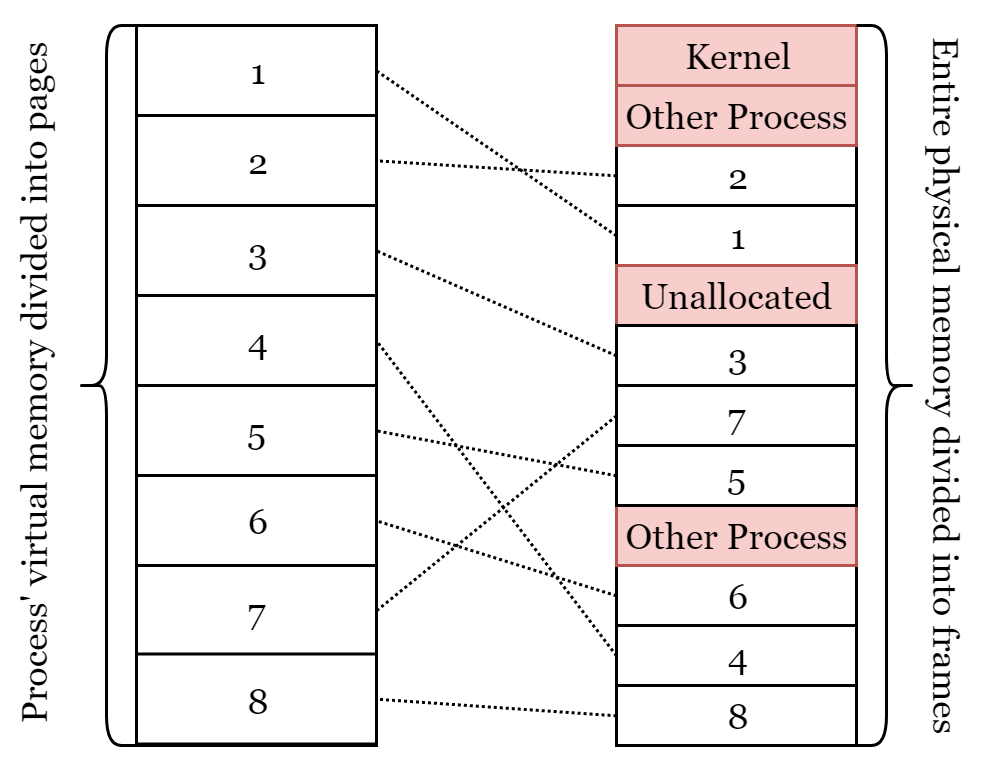 Process' virtual memory divided into pages
1
2
3
4
5
6
7
8
Kernel
Other Process
2
1
Unallocated
3
7
5
Other Process
6
4
8
Entire physical memory divided into frames